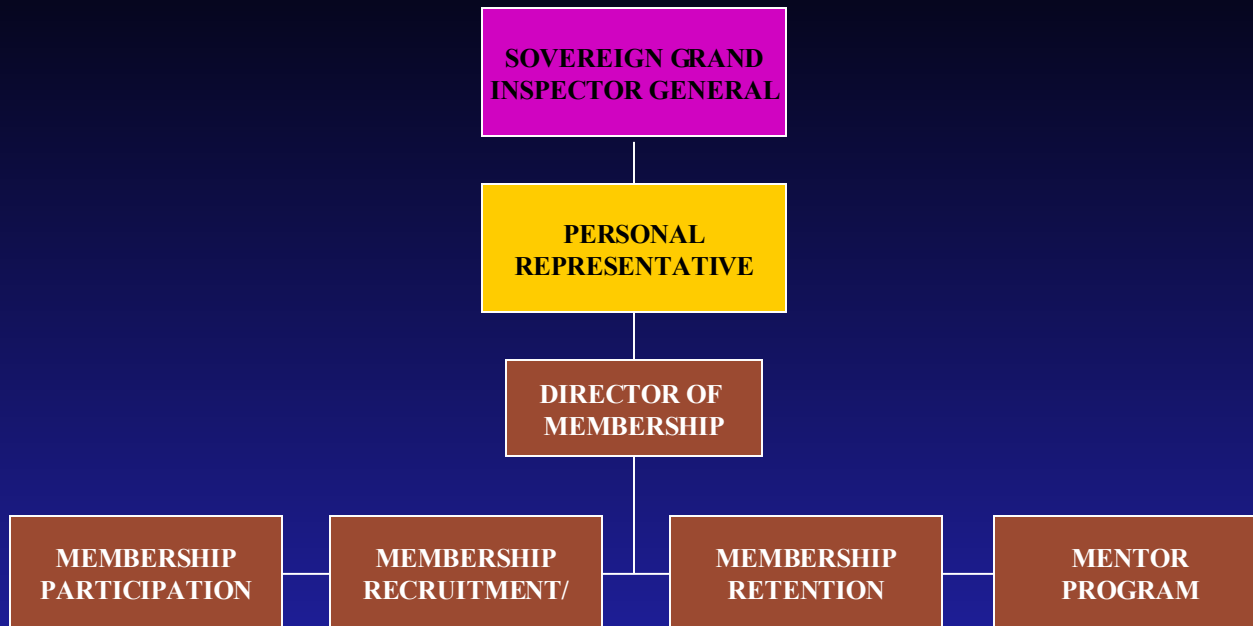 SOVEREIGN GRAND
INSPECTOR GENERAL
PERSONAL
REPRESENTATIVE
DIRECTOR OF
MEMBERSHIP
MEMBERSHIP
PARTICIPATION
MEMBERSHIP
RECRUITMENT/
MEMBERSHIP
RETENTION
MENTOR
PROGRAM